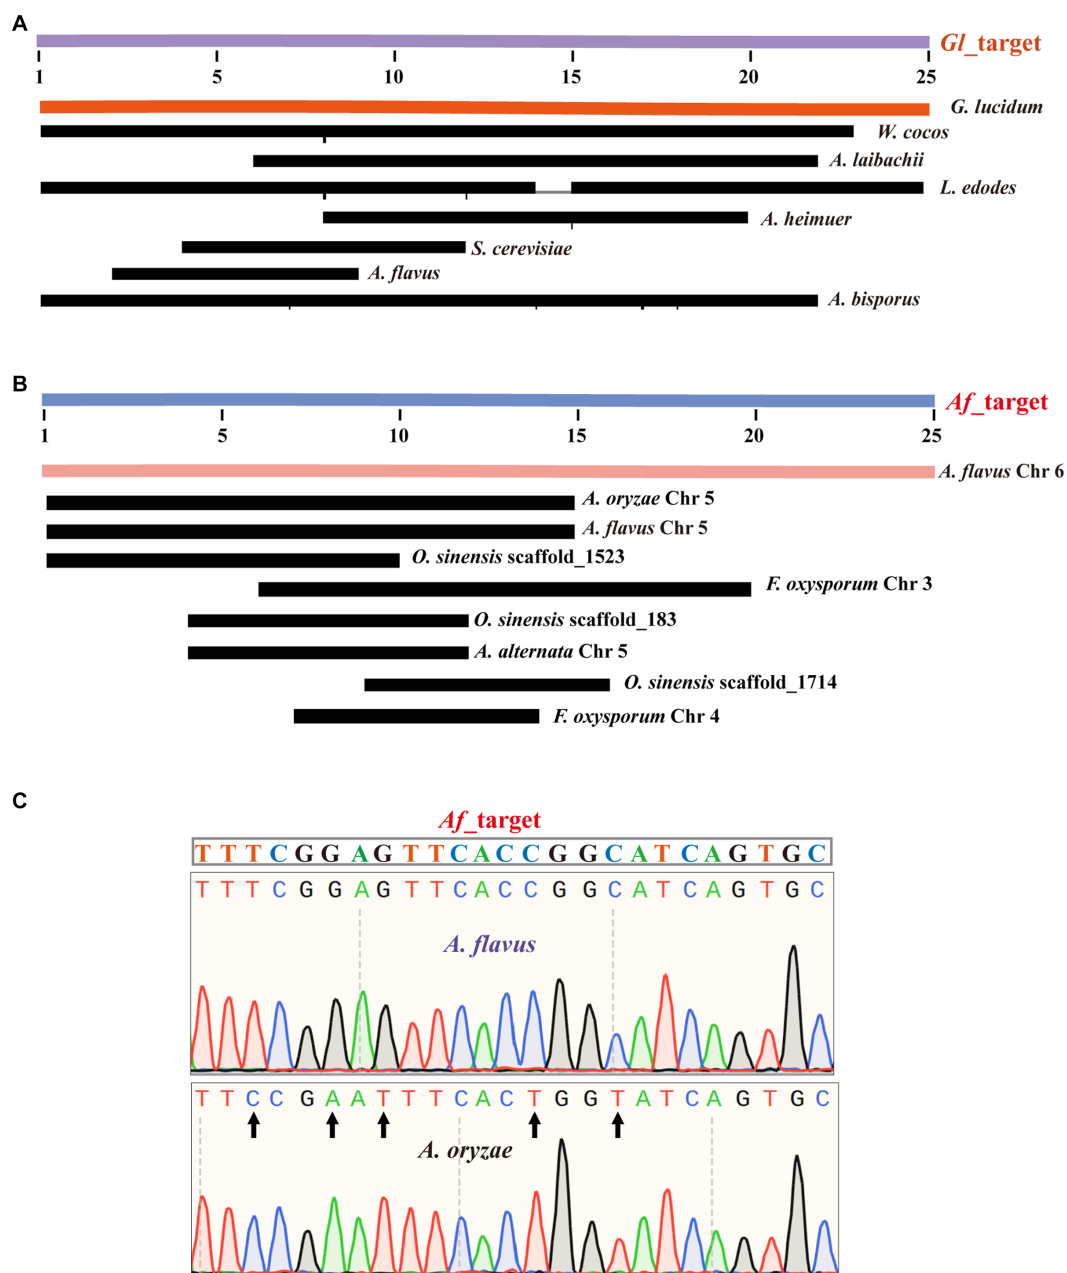 A
Gl_target
1 5 10 15 20 25
G. lucidum
W. cocos
A. laibachii
L. edodes
A. heimuer
S. cerevisiae
A. flavus
A. bisporus
B
Af_target
1 5 10 15 20 25
A. flavus Chr 6
A. oryzae Chr 5
A. flavus Chr 5
O. sinensis scaffold_1523
F. oxysporum Chr 3
O. sinensis scaffold_183
A. alternata Chr 5
O. sinensis scaffold_1714
F. oxysporum Chr 4
C
Af_target
T T T C G G A G T T C A C C G G C A T C A G T G C
T T T C G G A G T T C A C C G G C A T C A G T G C
A. flavus
T T C C G A A T T T C A C T G G T A T C A G T G C
A. oryzae